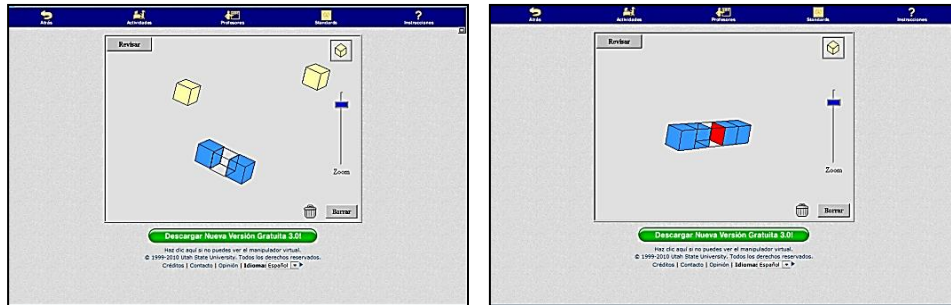 Atrás Actividades Profesores Standards Instrucciones
Revisar
Zoom
Borrar
Descargar Nueva Versión Gratuita 3.0!
Haz clic aquí si no puedes ver el manipulador virtual.
© 1999-2010 Utah State University. Todos los derechos reservados.
Créditos | Contacto | Opinión | Idioma: Español
Atrás Actividades Profesores Standards Instrucciones
Revisar
Zoom
Borrar
Descargar Nueva Versión Gratuita 3.0!
Haz clic aquí si no puedes ver el manipulador virtual.
© 1999-2010 Utah State University. Todos los derechos reservados.
Créditos | Contacto | Opinión | Idioma: Español